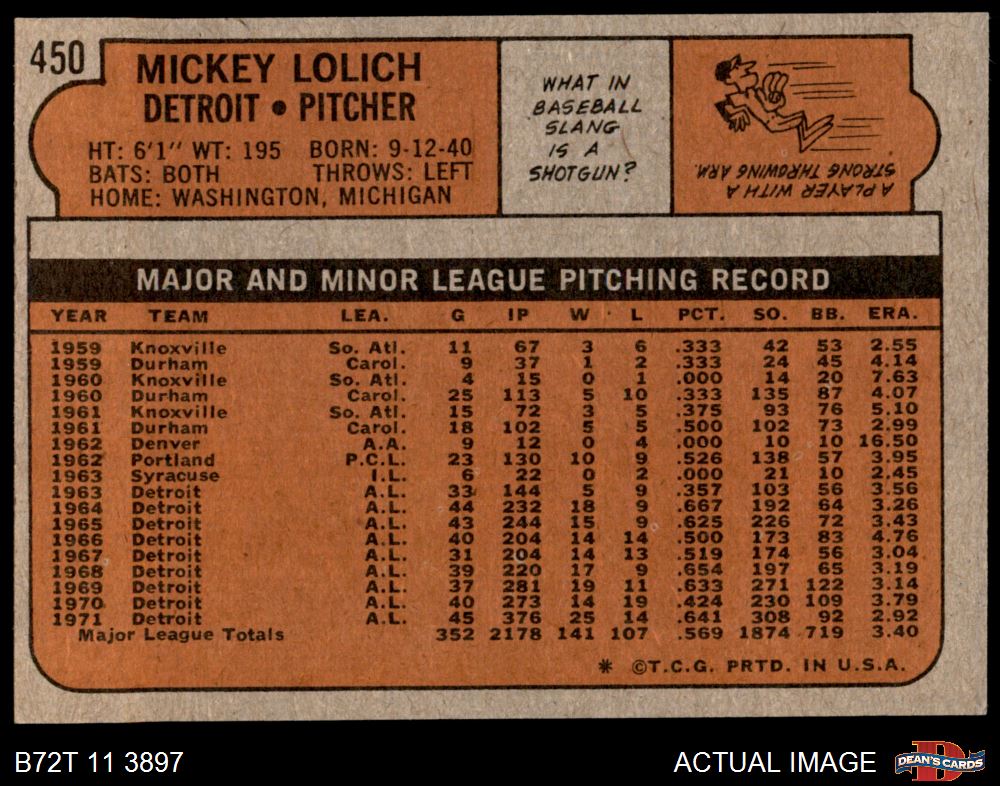 450
MICKEY LOLICH
DETROIT • PITCHER
HT: 6'1" WT: 195 BORN: 9-12-40
BATS: BOTH THROWS: LEFT
HOME: WASHINGTON, MICHIGAN
WHAT IN
BASEBALL
SLANG
IS A
SHOTGUN?
A PLAYER WITH A
STRONG THROWING ARM.
MAJOR AND MINOR LEAGUE PITCHING RECORD
YEAR TEAM LEA. G IP W L PCT. SO. BB. ERA.
1959 Knoxville So. Atl. 11 67 3 6 .333 42 53 2.55
1959 Durham Carol. 9 37 1 2 .333 24 45 4.14
1960 Knoxville So. Atl. 4 15 0 1 .000 14 20 7.63
1960 Durham Carol. 25 113 5 10 .333 135 87 4.07
1961 Knoxville So. Atl. 15 72 3 5 .375 93 76 5.10
1961 Durham Carol. 18 102 5 5 .500 102 73 2.99
1962 Denver A.A. 9 12 0 4 .000 10 10 16.50
1962 Portland P.C.L. 23 130 10 9 .526 138 57 3.95
1963 Syracuse I.L. 6 22 0 2 .000 21 10 2.45
1963 Detroit A.L. 33 144 5 9 .357 103 56 3.56
1964 Detroit A.L. 44 232 18 9 .667 192 64 3.26
1965 Detroit A.L. 43 244 15 9 .625 226 72 3.43
1966 Detroit A.L. 40 204 14 14 .500 173 83 4.76
1967 Detroit A.L. 31 204 14 13 .519 174 56 3.04
1968 Detroit A.L. 39 220 17 9 .654 197 65 3.19
1969 Detroit A.L. 37 281 19 11 .633 271 122 3.14
1970 Detroit A.L. 40 273 14 19 .424 230 109 3.79
1971 Detroit A.L. 45 376 25 14 .641 308 92 2.92
Major League Totals 352 2178 141 107 .569 1874 719 3.40
* ©T.C.G. PRTD. IN U.S.A.
B72T 11 3897
ACTUAL IMAGE
DEAN'S CARDS